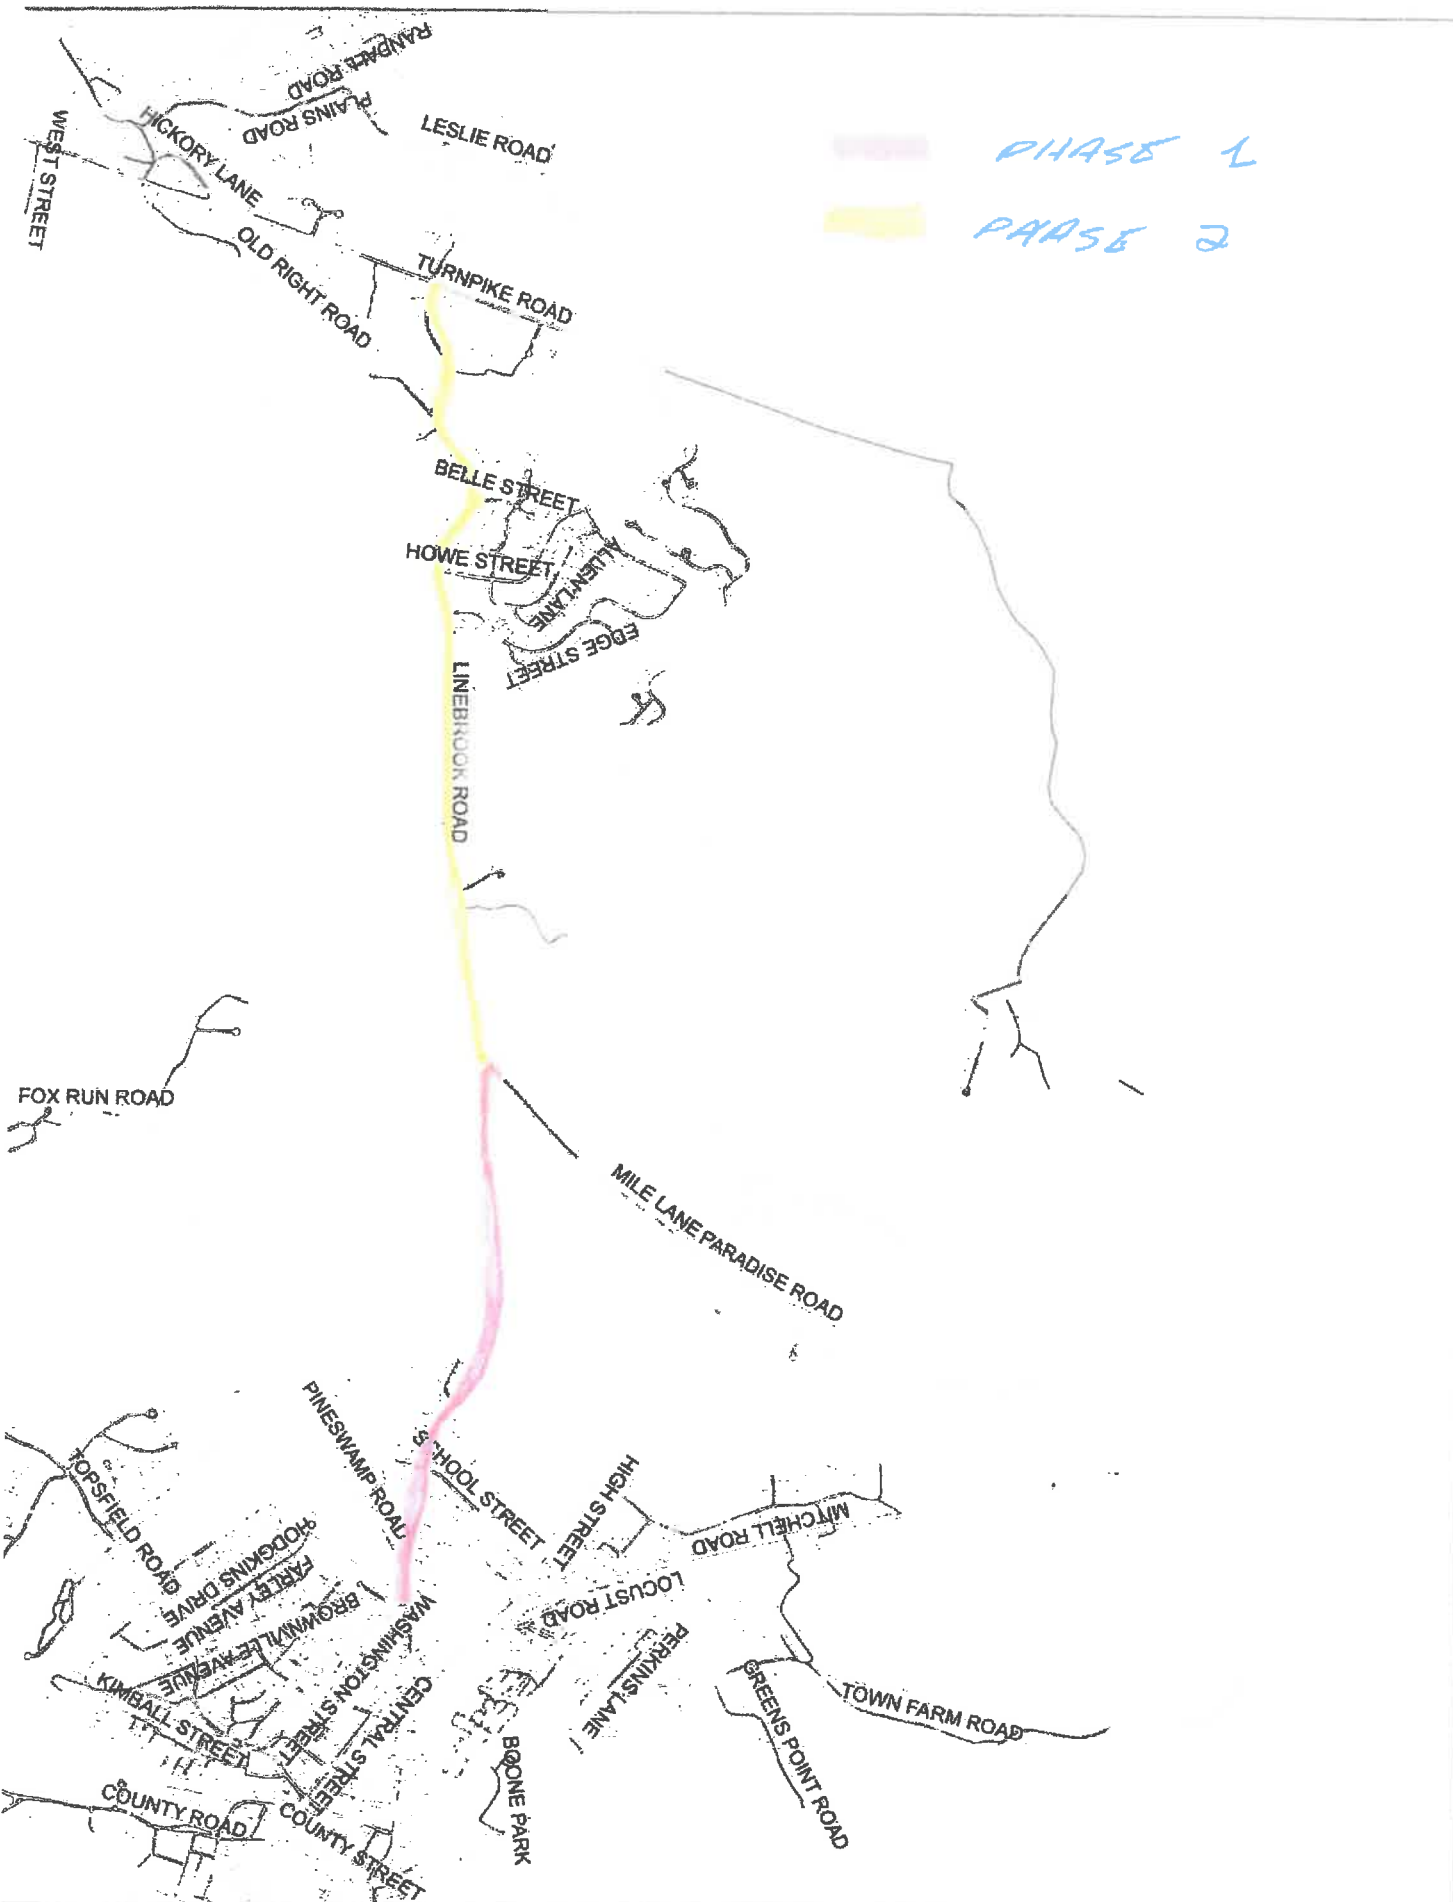 RANDALL ROAD
PLAINS ROAD
LESLIE ROAD
HICKORY LANE
WEST STREET
PHASE 1
PHASE 2
OLD RIGHT ROAD
TURNPIKE ROAD
BELLE STREET
HOWE STREET
ALLEN LANE
EDGE STREET
LINEBROOK ROAD
FOX RUN ROAD
MILE LANE PARADISE ROAD
PINESWAMP ROAD
SCHOOL STREET
HIGH STREET
MITCHELL ROAD
TOPSFIELD ROAD
HODGKINS DRIVE
FARLEY AVENUE
BROWNVILLE AVENUE
LOCUST ROAD
WASHINGTON STREET
PERKINS LANE
KIMBALL STREET
CENTRAL STREET
GREENS POINT ROAD
TOWN FARM ROAD
BOONE PARK
COUNTY ROAD
COUNTY STREET